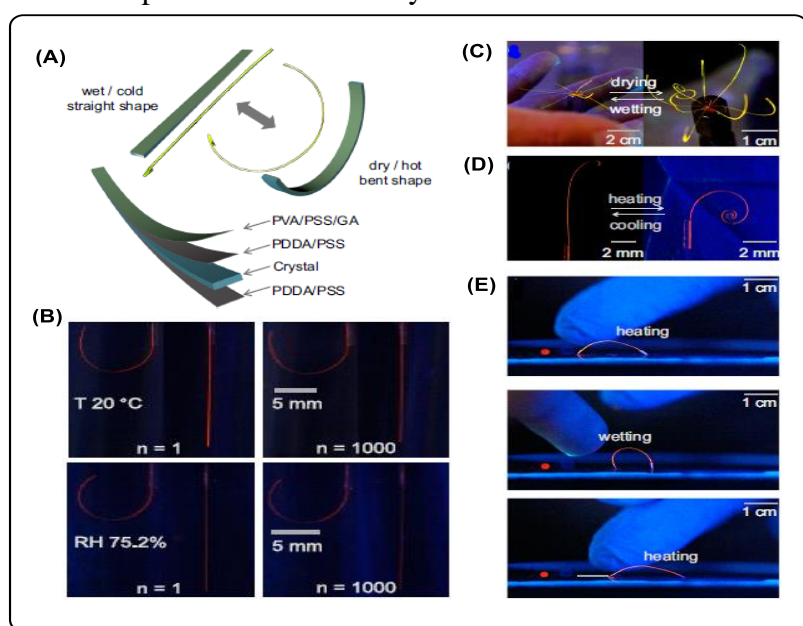 (A)
wet / cold
straight shape
dry / hot
bent shape
PVA/PSS/GA
PDDA/PSS
Crystal
PDDA/PSS
(B)
T 20 °C
n = 1
5 mm
n = 1000
RH 75.2%
n = 1
5 mm
n = 1000
(C)
drying
wetting
2 cm
1 cm
(D)
heating
cooling
2 mm
2 mm
(E)
1 cm
heating
1 cm
wetting
1 cm
heating